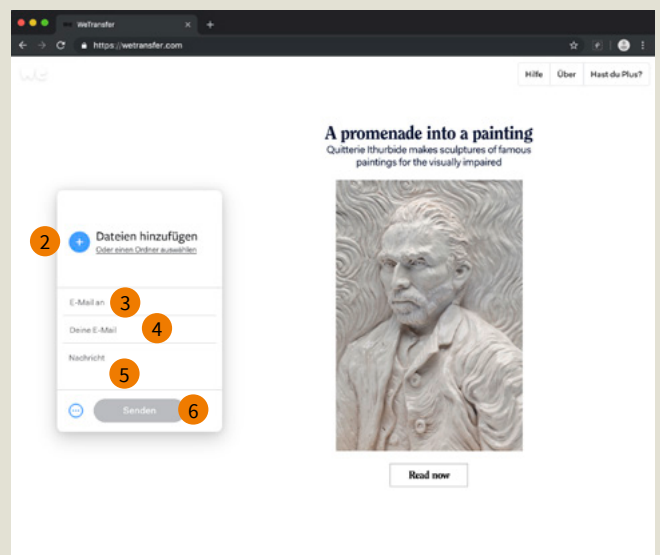 WeTransfer
https://wetransfer.com
we
Hilfe Über Hast du Plus?
A promenade into a painting
Quitterie Ithurbide makes sculptures of famous
paintings for the visually impaired
2
Dateien hinzufügen
Oder einen Ordner auswählen
E-Mail an 3
Deine E-Mail 4
Nachricht
5
Senden 6
Read now